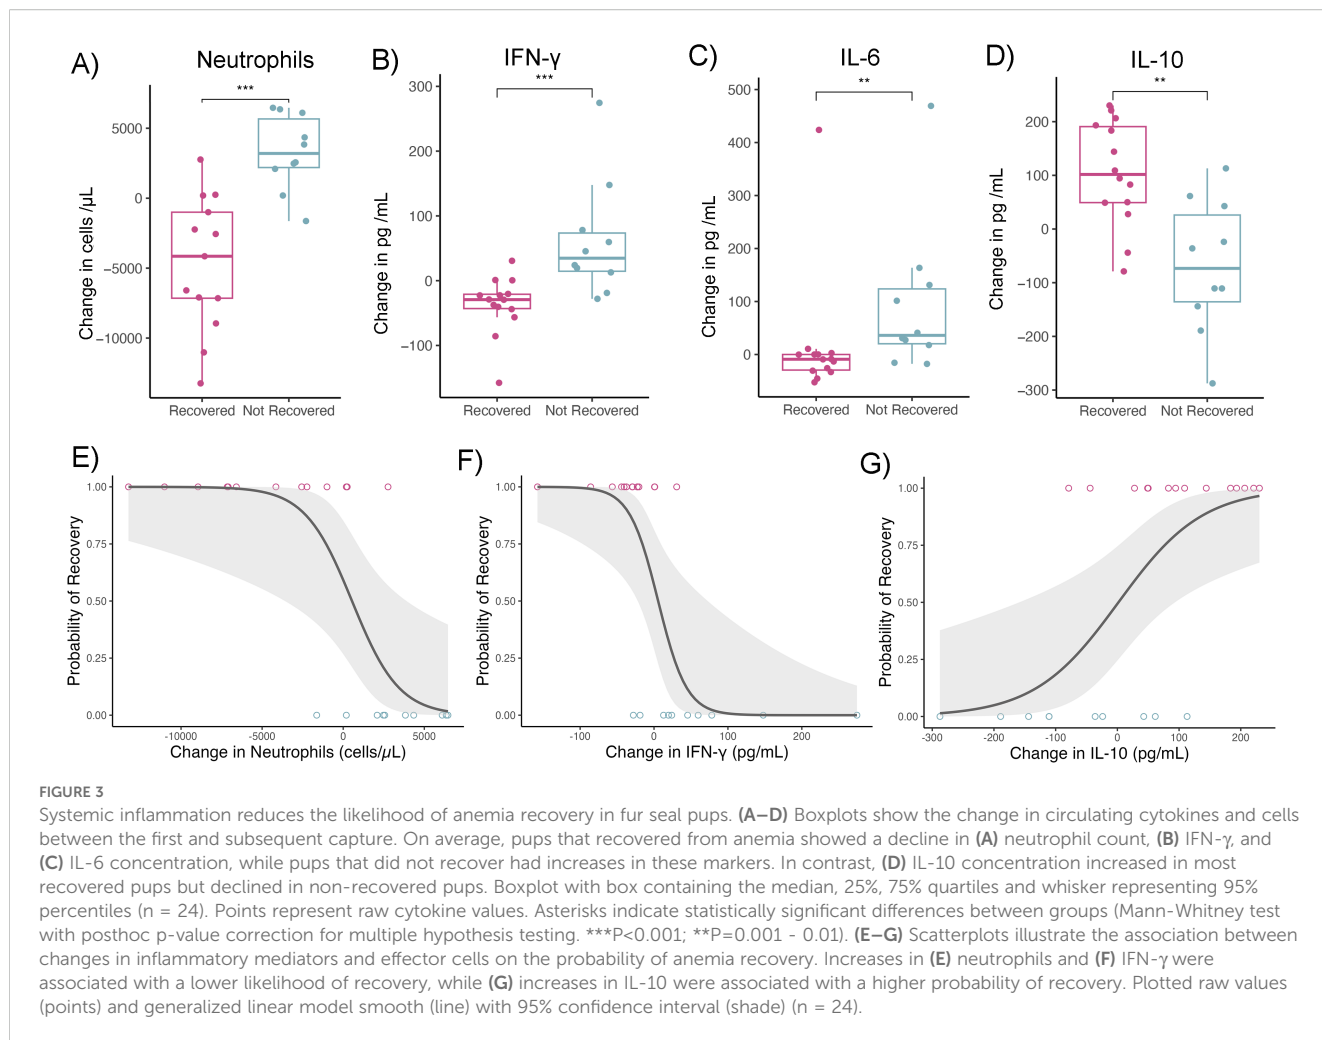 A) Neutrophils
***
Change in cells /µL
5000
0
−5000
−10000
Recovered Not Recovered
B) IFN-γ
***
Change in pg /mL
300
100
0
−100
Recovered Not Recovered
C) IL-6
**
Change in pg /mL
500
400
300
200
100
0
Recovered Not Recovered
D) IL-10
**
Change in pg /mL
200
100
0
−100
−200
−300
Recovered Not Recovered
E)
Probability of Recovery
1.00
0.75
0.50
0.25
0.00
-10000 -5000 0 5000
Change in Neutrophils (cells/µL)
F)
Probability of Recovery
1.00
0.75
0.50
0.25
0.00
-100 0 100 200
Change in IFN-γ (pg/mL)
G)
Probability of Recovery
1.00
0.75
0.50
0.25
0.00
-300 -200 -100 0 100 200
Change in IL-10 (pg/mL)
FIGURE 3
Systemic inflammation reduces the likelihood of anemia recovery in fur seal pups. (A–D) Boxplots show the change in circulating cytokines and cells
between the first and subsequent capture. On average, pups that recovered from anemia showed a decline in (A) neutrophil count, (B) IFN-γ, and
(C) IL-6 concentration, while pups that did not recover had increases in these markers. In contrast, (D) IL-10 concentration increased in most
recovered pups but declined in non-recovered pups. Boxplot with box containing the median, 25%, 75% quartiles and whisker representing 95%
percentiles (n = 24). Points represent raw cytokine values. Asterisks indicate statistically significant differences between groups (Mann-Whitney test
with posthoc p-value correction for multiple hypothesis testing. ***P<0.001; **P=0.001 - 0.01). (E–G) Scatterplots illustrate the association between
changes in inflammatory mediators and effector cells on the probability of anemia recovery. Increases in (E) neutrophils and (F) IFN-γ were
associated with a lower likelihood of recovery, while (G) increases in IL-10 were associated with a higher probability of recovery. Plotted raw values
(points) and generalized linear model smooth (line) with 95% confidence interval (shade) (n = 24).